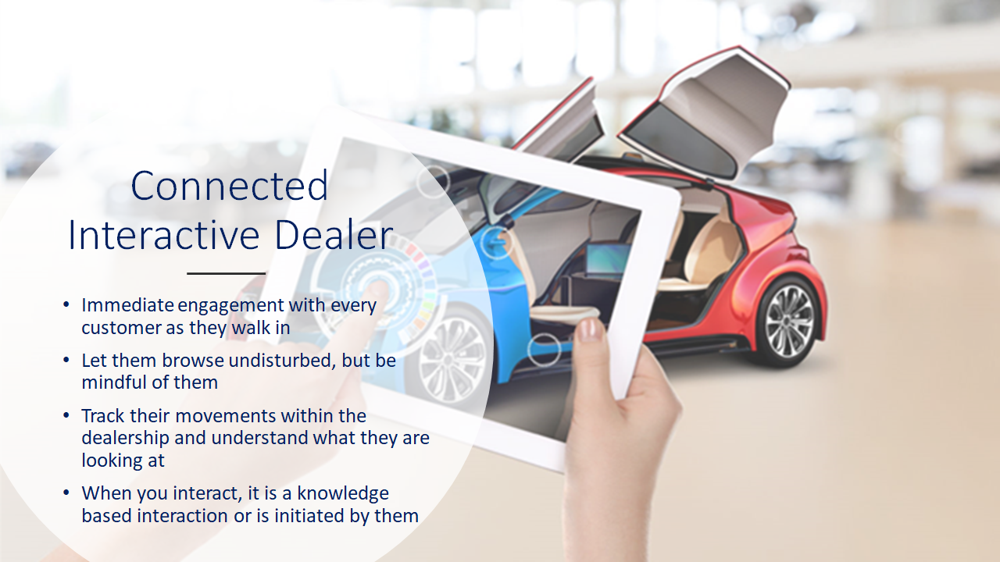 Connected
Interactive Dealer
• Immediate engagement with every
customer as they walk in
• Let them browse undisturbed, but be
mindful of them
• Track their movements within the
dealership and understand what they are
looking at
• When you interact, it is a knowledge
based interaction or is initiated by them